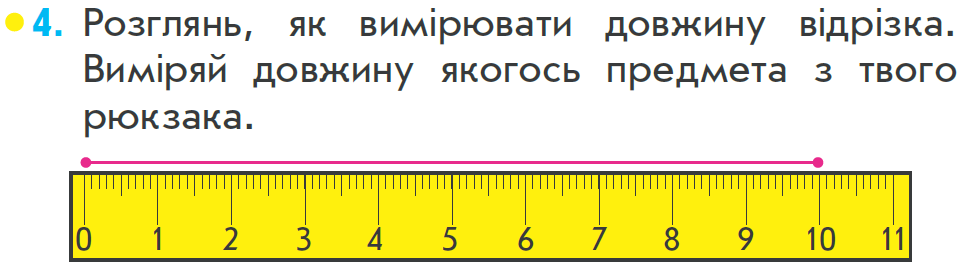 4. Розглянь, як вимірювати довжину відрізка.
Виміряй довжину якогось предмета з твого
рюкзака.
0 1 2 3 4 5 6 7 8 9 10 11